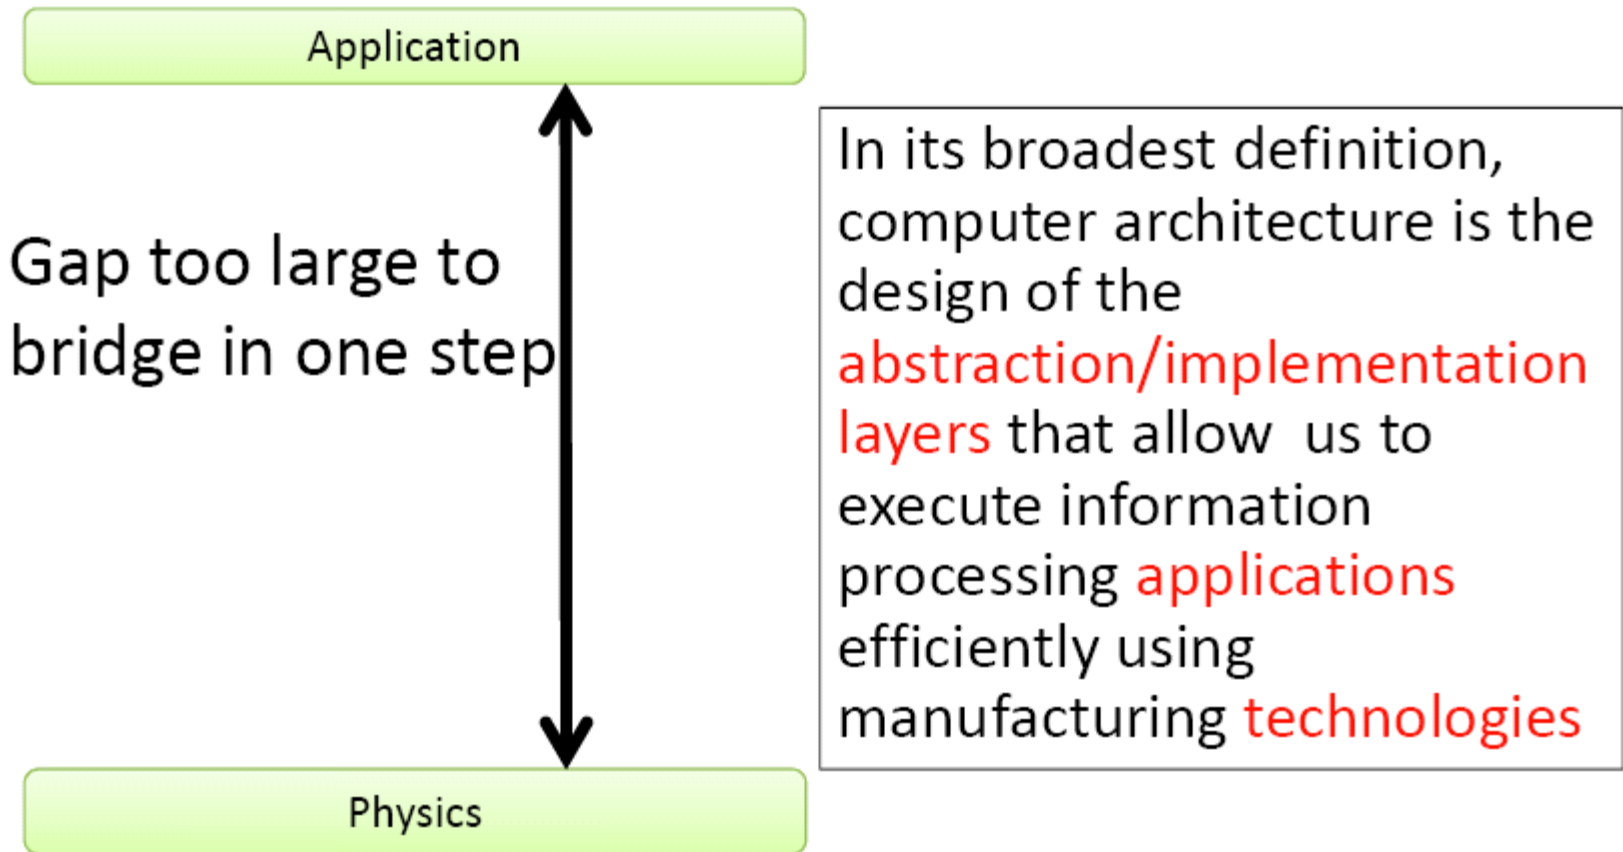 Application
Gap too large to
bridge in one step
In its broadest definition,
computer architecture is the
design of the
abstraction/implementation
layers that allow  us to
execute information
processing applications
efficiently using
manufacturing technologies
Physics